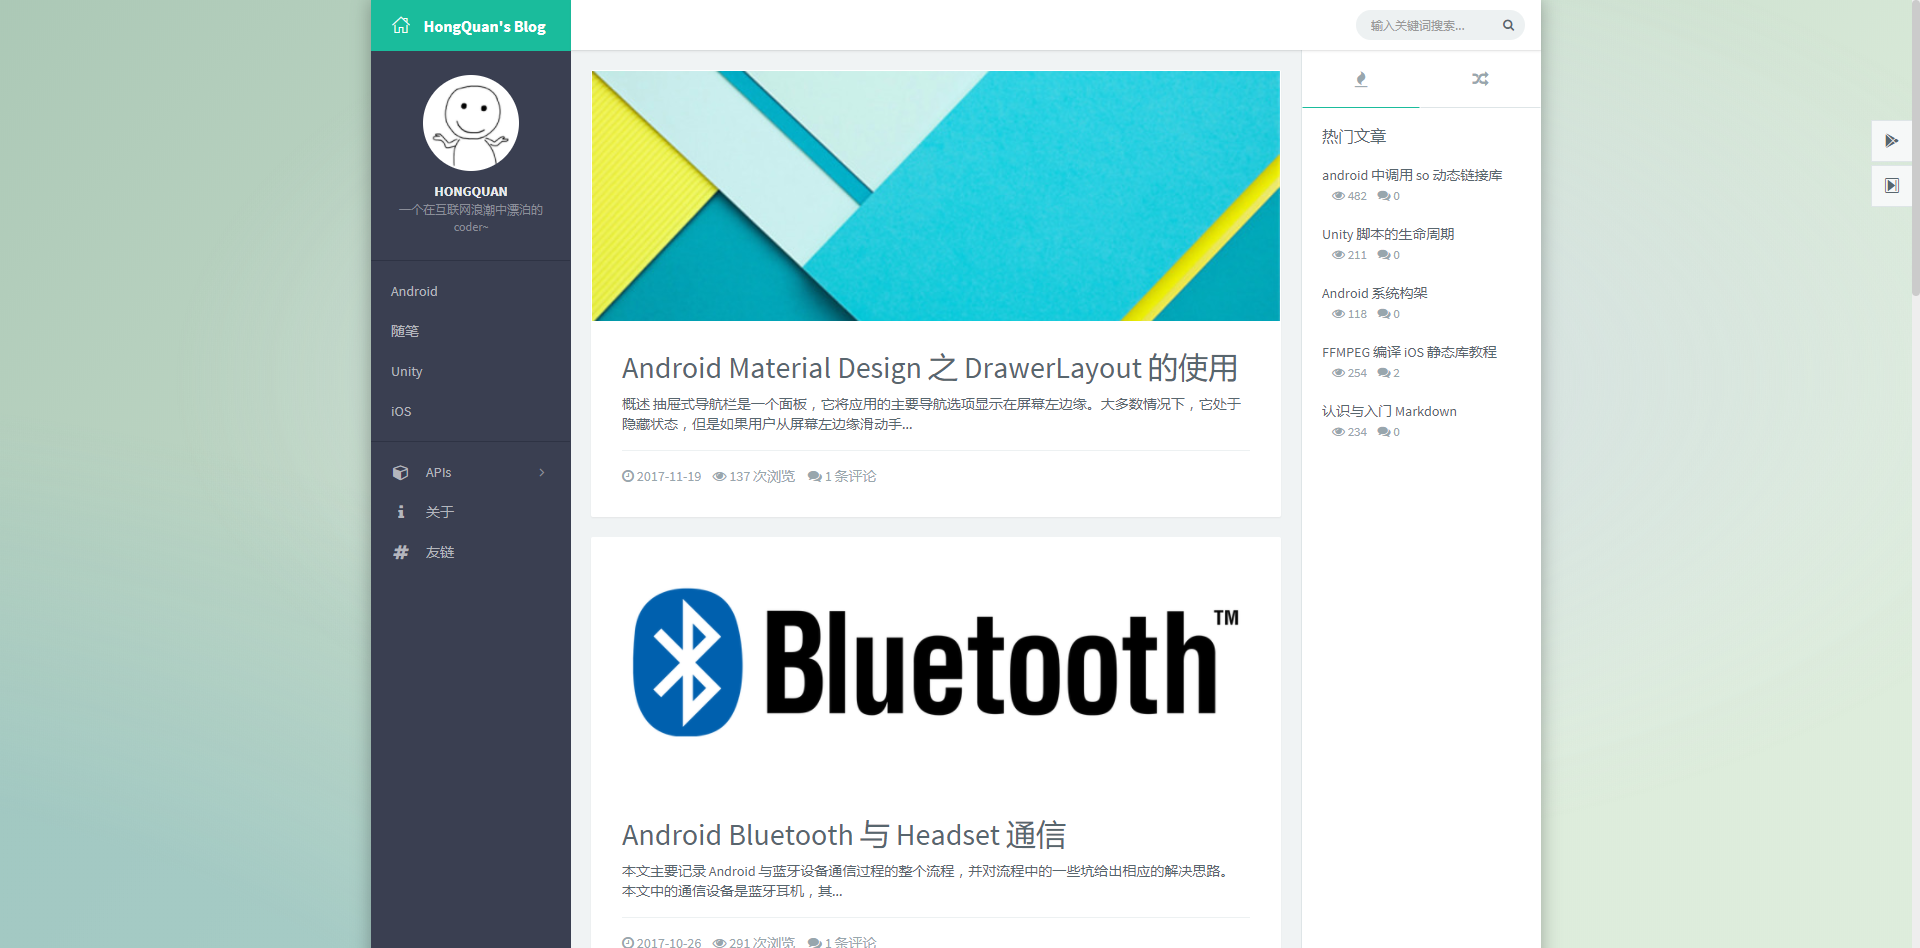 HongQuan's Blog
输入关键词搜索...
HONGQUAN
一个在互联网浪潮中漂泊的
coder~
Android
随笔
Unity
iOS
APIs
关于
友链
Android Material Design 之 DrawerLayout 的使用
概述 抽屉式导航栏是一个面板，它将应用的主要导航选项显示在屏幕左边缘。大多数情况下，它处于
隐藏状态，但是如果用户从屏幕左边缘滑动手...
2017-11-19 137 次浏览 1 条评论
Bluetooth™
Android Bluetooth 与 Headset 通信
本文主要记录 Android 与蓝牙设备通信过程的整个流程，并对流程中的一些坑给出相应的解决思路。
本文中的通信设备是蓝牙耳机，其...
2017-10-26 291 次浏览 1 条评论
热门文章
android 中调用 so 动态链接库
482 0
Unity 脚本的生命周期
211 0
Android 系统构架
118 0
FFMPEG 编译 iOS 静态库教程
254 2
认识与入门 Markdown
234 0